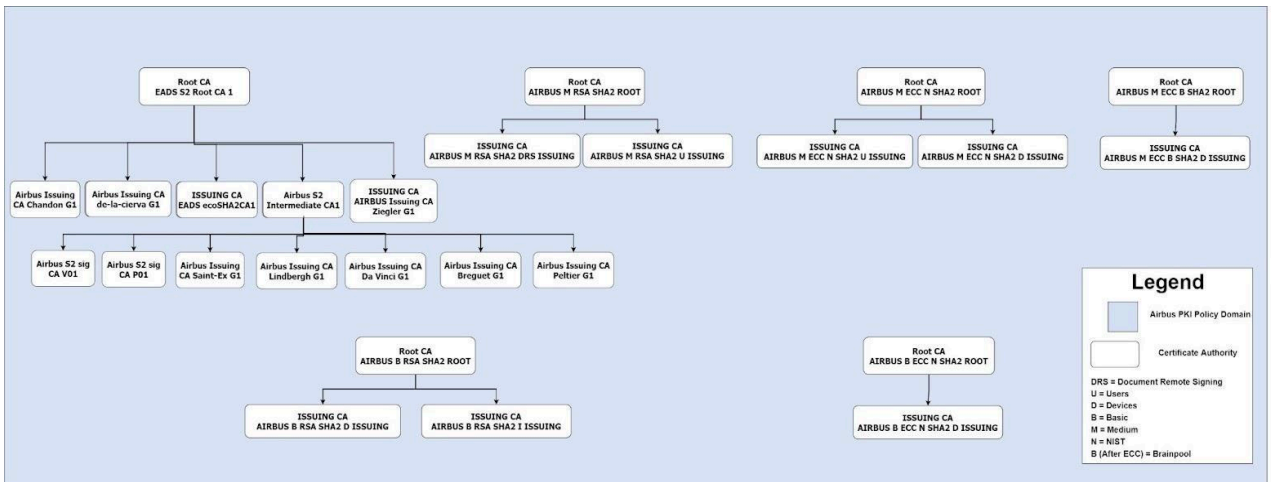 Root CA
EADS S2 Root CA 1
Root CA
AIRBUS M RSA SHA2 ROOT
Root CA
AIRBUS M ECC N SHA2 ROOT
Root CA
AIRBUS M ECC B SHA2 ROOT
ISSUING CA
AIRBUS M RSA SHA2 DRS ISSUING
ISSUING CA
AIRBUS M RSA SHA2 U ISSUING
ISSUING CA
AIRBUS M ECC N SHA2 U ISSUING
ISSUING CA
AIRBUS M ECC N SHA2 D ISSUING
ISSUING CA
AIRBUS M ECC B SHA2 D ISSUING
Airbus Issuing
CA Chandon G1
Airbus Issuing CA
de-la-cierva G1
ISSUING CA
EADS ecoSHA2CA1
Airbus S2
Intermediate CA1
ISSUING CA
AIRBUS Issuing CA
Ziegler G1
Airbus S2 sig
CA V01
Airbus S2 sig
CA P01
Airbus Issuing
CA Saint-Ex G1
Airbus Issuing CA
Lindbergh G1
Airbus Issuing CA
Da Vinci G1
Airbus Issuing CA
Breguet G1
Airbus Issuing CA
Peltier G1
Root CA
AIRBUS B RSA SHA2 ROOT
Root CA
AIRBUS B ECC N SHA2 ROOT
ISSUING CA
AIRBUS B RSA SHA2 D ISSUING
ISSUING CA
AIRBUS B RSA SHA2 I ISSUING
ISSUING CA
AIRBUS B ECC N SHA2 D ISSUING
Legend
Airbus PKI Policy Domain
Certificate Authority
DRS = Document Remote Signing
U = Users
D = Devices
B = Basic
M = Medium
N = NIST
B (After ECC) = Brainpool